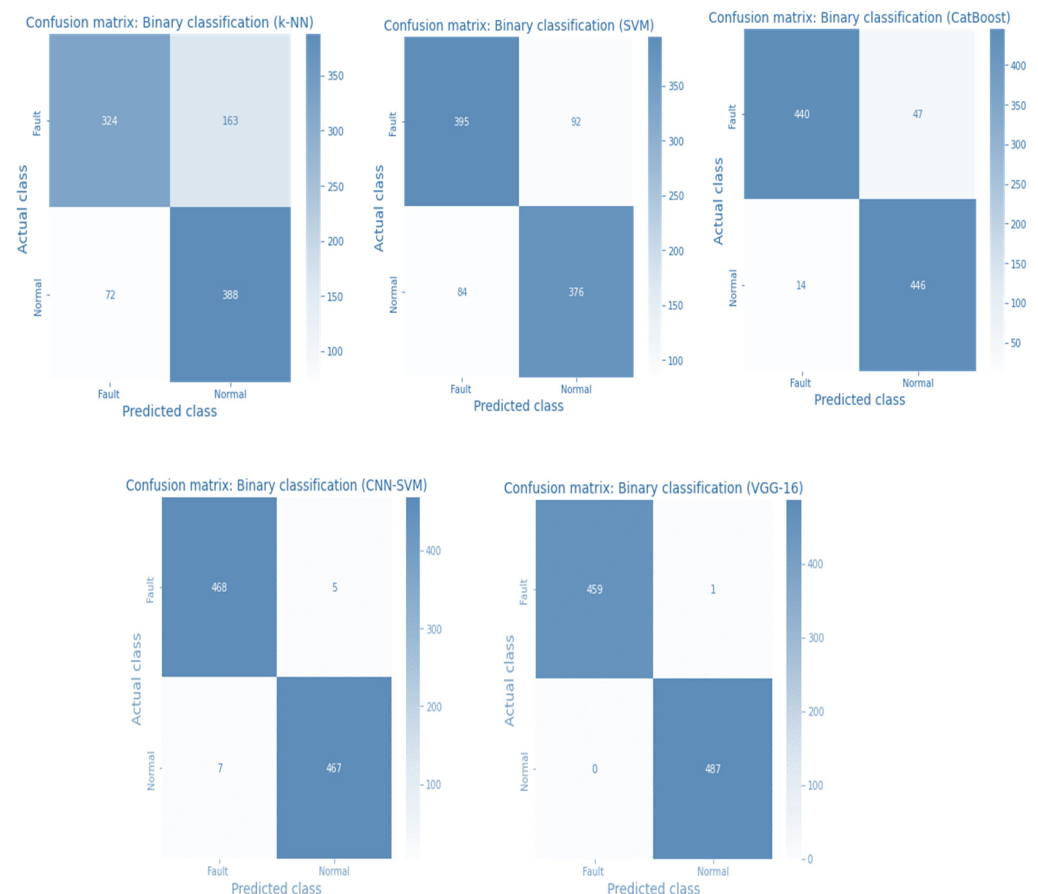 Confusion matrix: Binary classification (k-NN)
Actual class
Fault
Normal
324 163
72 388
350
300
250
200
150
100
Fault Normal
Predicted class
Confusion matrix: Binary classification (SVM)
Actual class
Fault
Normal
395 92
84 376
350
300
250
200
150
100
Fault Normal
Predicted class
Confusion matrix: Binary classification (CatBoost)
Actual class
Fault
Normal
440 47
14 446
400
350
300
250
200
150
100
50
Fault Normal
Predicted class
Confusion matrix: Binary classification (CNN-SVM)
Actual class
Fault
Normal
468 5
7 467
400
300
200
100
Fault Normal
Predicted class
Confusion matrix: Binary classification (VGG-16)
Actual class
Fault
Normal
459 1
0 487
400
300
200
100
0
Fault Normal
Predicted class